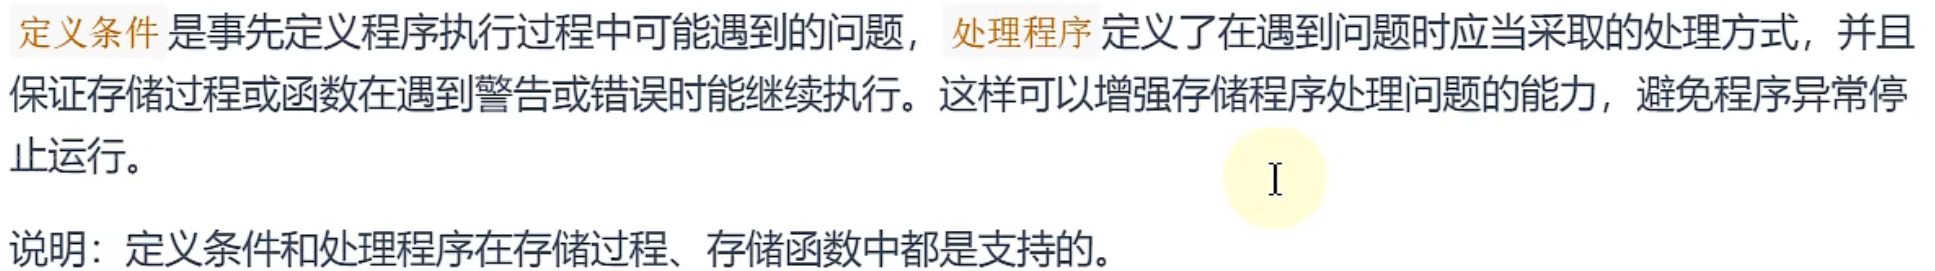 定义条件是事先定义程序执行过程中可能遇到的问题，处理程序定义了在遇到问题时应当采取的处理方式，并且
保证存储过程或函数在遇到警告或错误时能继续执行。这样可以增强存储程序处理问题的能力，避免程序异常停
止运行。
说明：定义条件和处理程序在存储过程、存储函数中都是支持的。